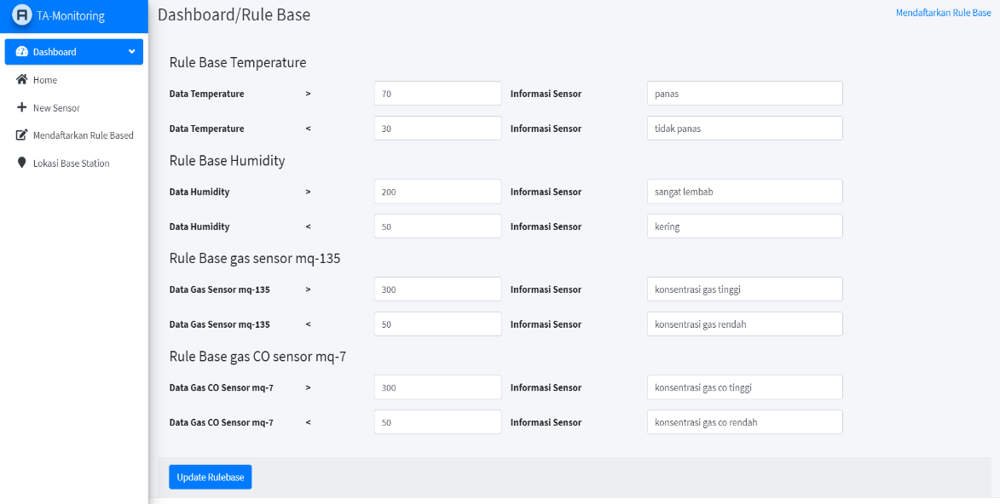 TA-Monitoring
Dashboard/Rule Base
Mendaftarkan Rule Base
Dashboard
Home
New Sensor
Mendaftarkan Rule Based
Lokasi Base Station
Rule Base Temperature
Data Temperature > 70 Informasi Sensor panas
Data Temperature < 30 Informasi Sensor tidak panas
Rule Base Humidity
Data Humidity > 200 Informasi Sensor sangat lembab
Data Humidity < 50 Informasi Sensor kering
Rule Base gas sensor mq-135
Data Gas Sensor mq-135 > 300 Informasi Sensor konsentrasi gas tinggi
Data Gas Sensor mq-135 < 50 Informasi Sensor konsentrasi gas rendah
Rule Base gas CO sensor mq-7
Data Gas CO Sensor mq-7 > 300 Informasi Sensor konsentrasi gas co tinggi
Data Gas CO Sensor mq-7 < 50 Informasi Sensor konsentrasi gas co rendah
Update Rulebase